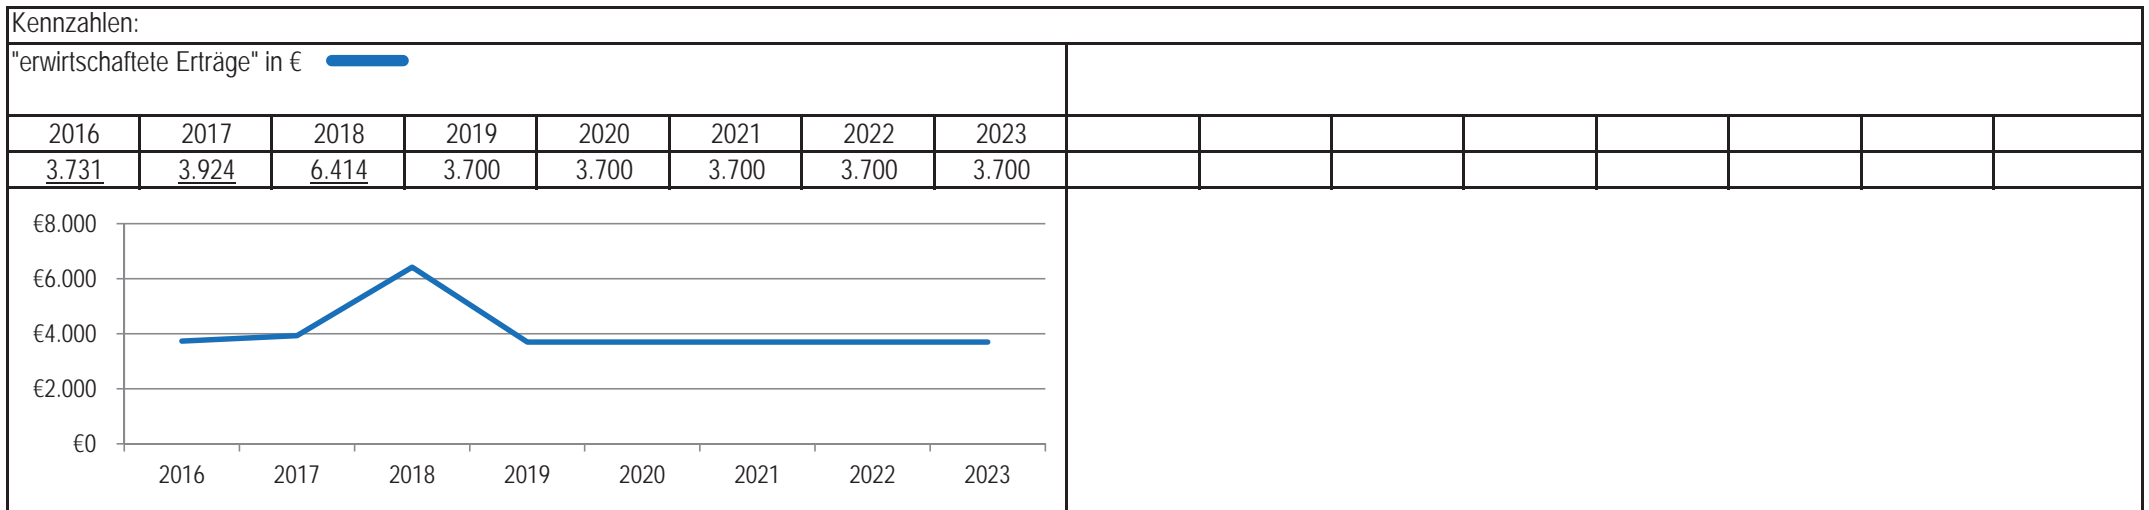 Kennzahlen:
"erwirtschaftete Erträge" in €
2016 2017 2018 2019 2020 2021 2022 2023
3.731 3.924 6.414 3.700 3.700 3.700 3.700 3.700
€8.000
€6.000
€4.000
€2.000
€0
2016 2017 2018 2019 2020 2021 2022 2023